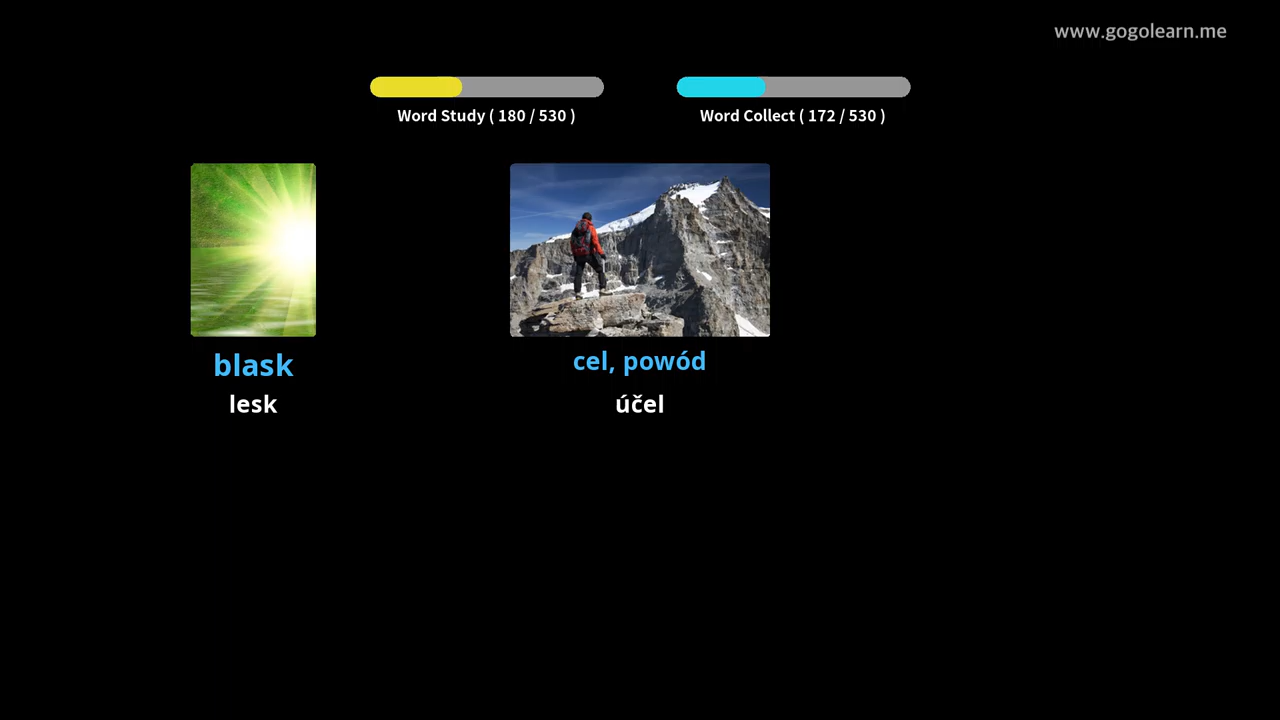 www.gogolearn.me
Word Study ( 180 / 530 )
Word Collect ( 172 / 530 )
blask
lesk
cel, powód
účel